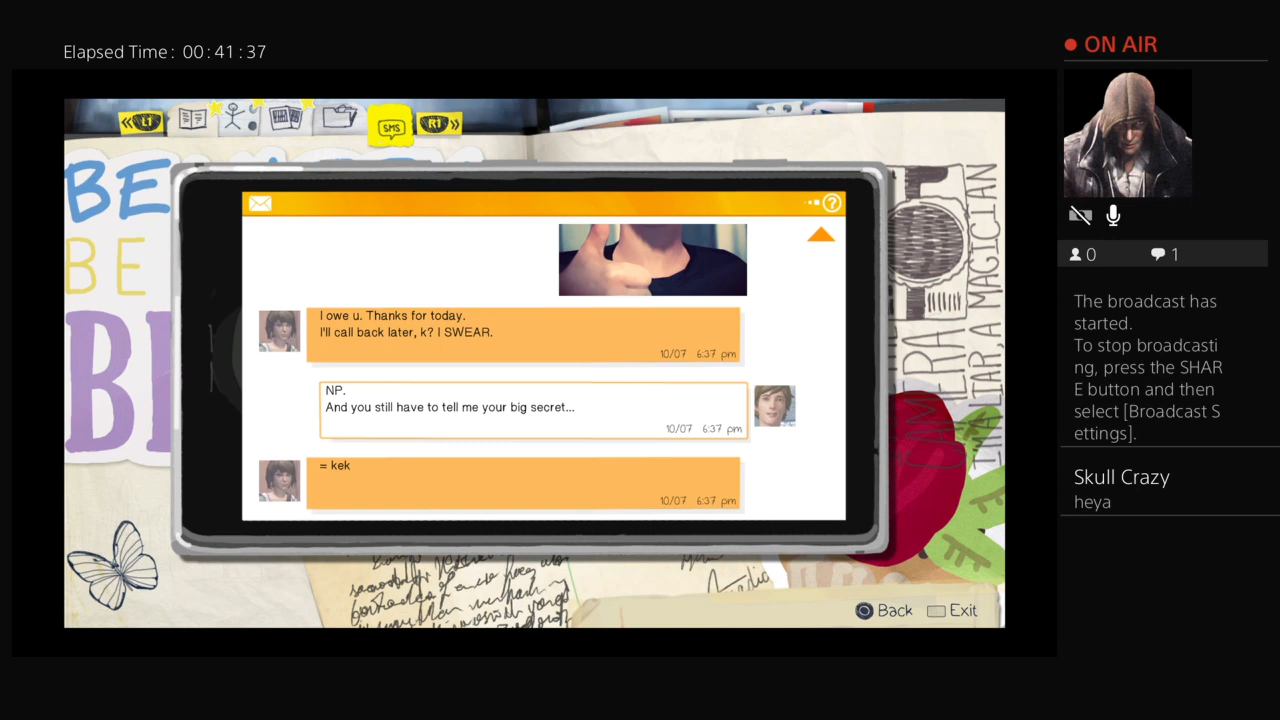 Elapsed Time: 00:41:37
ON AIR
L1
SMS
R1
BE
BE
I owe u. Thanks for today.
I'll call back later, k? I SWEAR.
10/07 6:37 pm
NP.
And you still have to tell me your big secret...
10/07 6:37 pm
= kek
10/07 6:37 pm
CAMERA
I'M A LIAR, A MAGICIAN
Back
Exit
0
1
The broadcast has
started.
To stop broadcasti
ng, press the SHAR
E button and then
select [Broadcast S
ettings].
Skull Crazy
heya